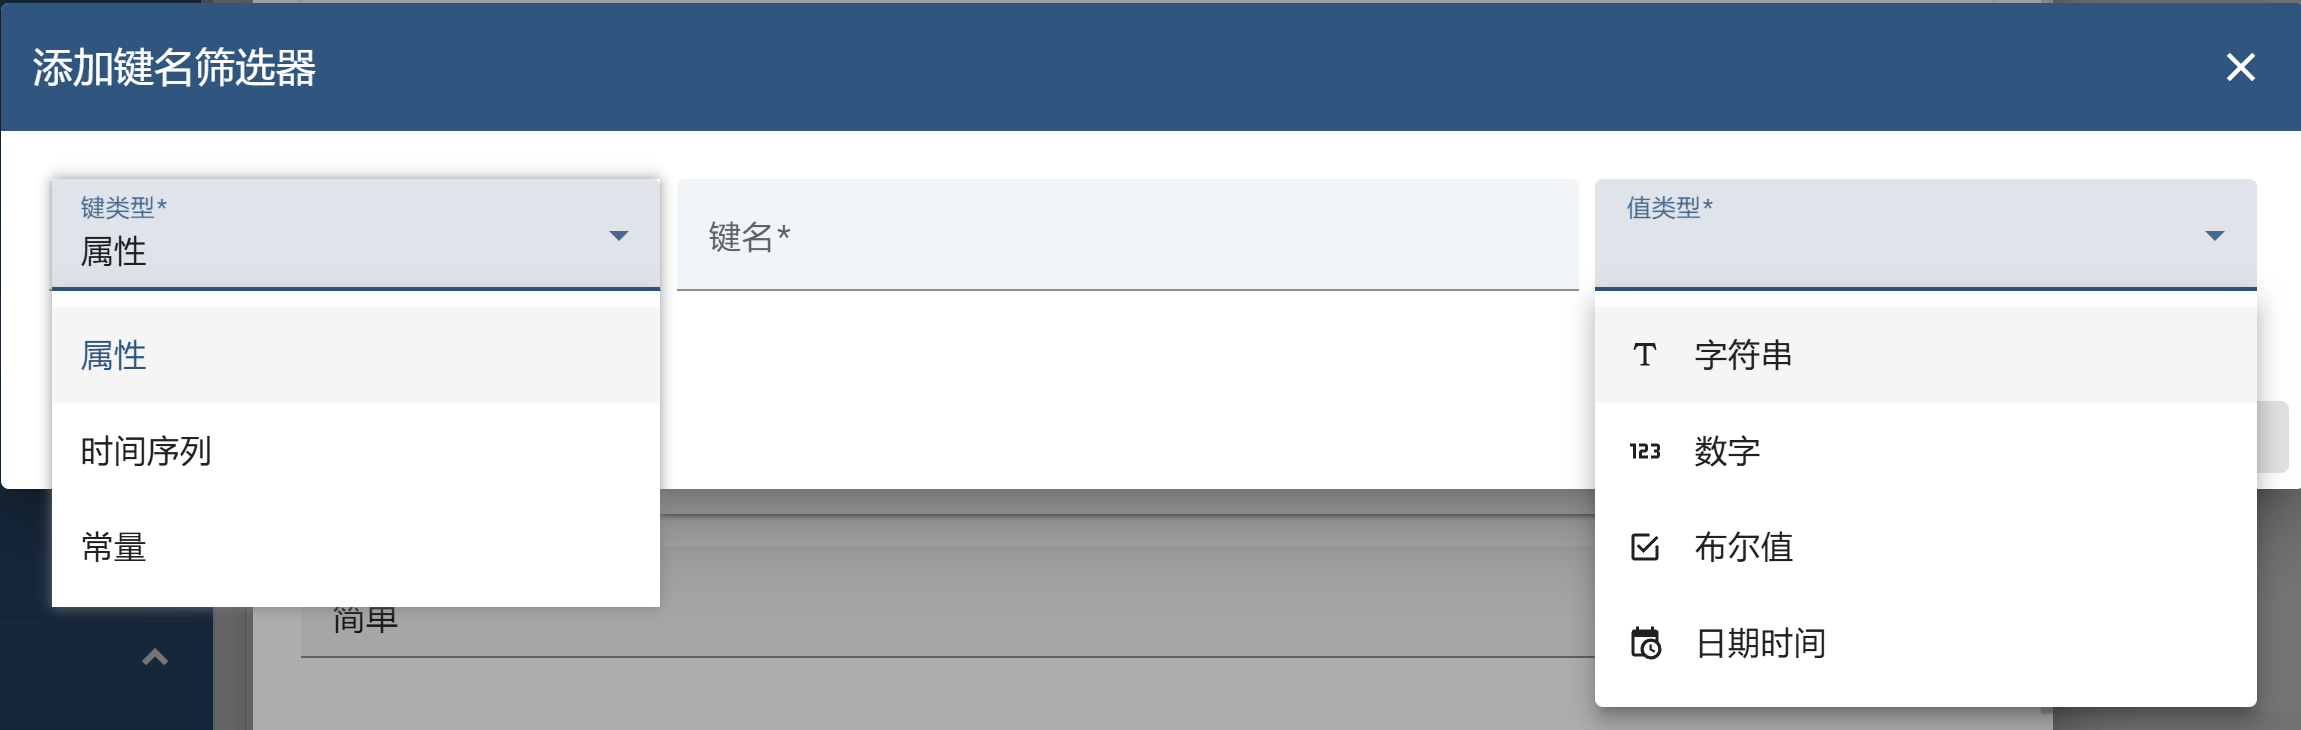 添加键名筛选器
键类型*
属性
键名*
值类型*
属性
时间序列
常量
字符串
123 数字
布尔值
日期时间
简单